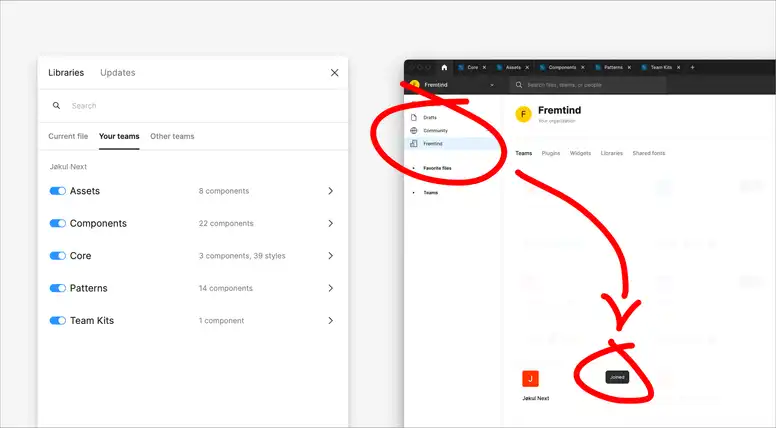 Libraries Updates
Search
Current file Your teams Other teams
Jøkul Next
Assets 8 components
Components 22 components
Core 3 components, 39 styles
Patterns 14 components
Team Kits 1 component
Core Assets Components Patterns Team Kits
Fremtind
Search files, teams, or people
Drafts
Community
Fremtind
Favorite files
Teams
F
Fremtind
Your organization
Teams Plugins Widgets Libraries Shared fonts
J
Joined
Jøkul Next